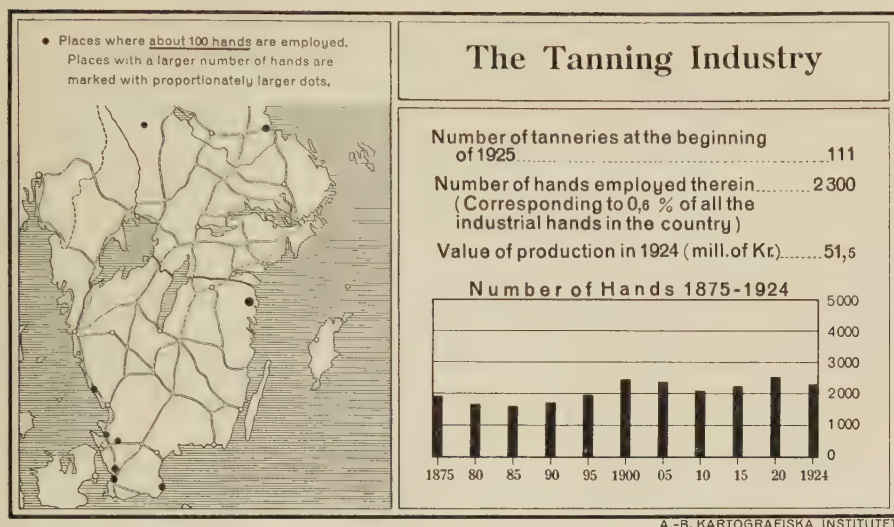 Places where about 100 hands are employed.
Places with a larger number of hands are
marked with proportionately larger dots.
The Tanning Industry
Number of tanneries at the beginning
of 1925 111
Number of hands employed therein 2300
(Corresponding to 0,6 % of all the
industrial hands in the country)
Value of production in 1924 (mill.of Kr.) 51,5
Number of Hands 1875-1924
5000
4000
3000
2000
1000
0
1875 80 85 90 95 1900 05 10 15 20 1924
A.-B. KARTOGRAFISKA INSTITUTET